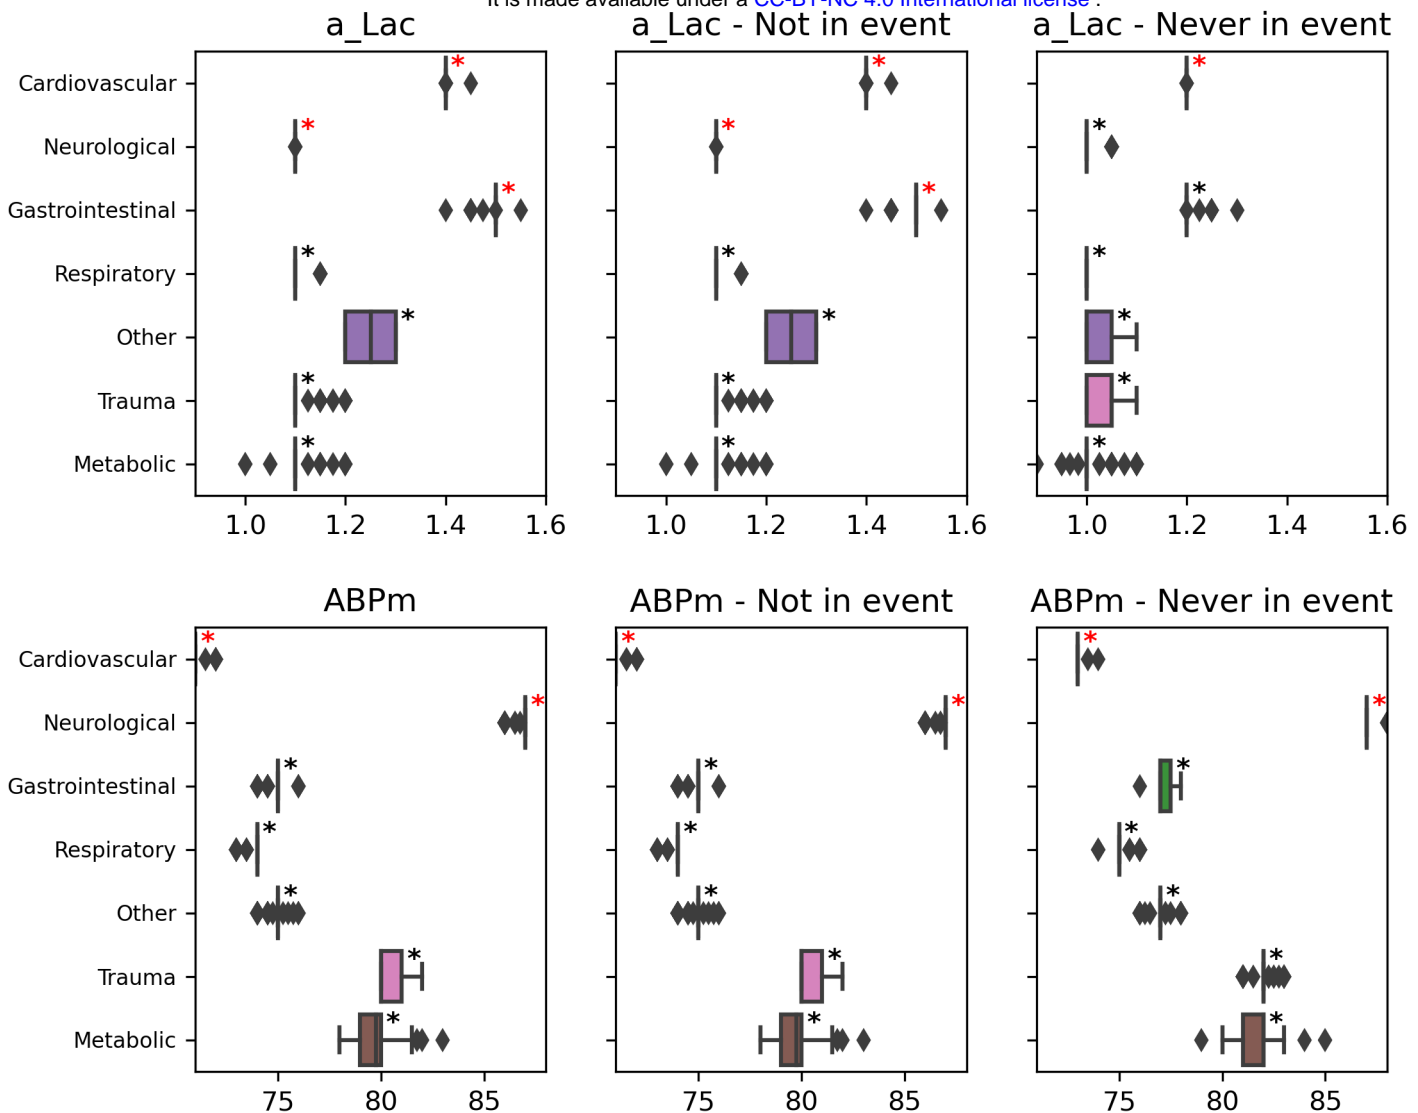 It is made available under a CC-BY-NC 4.0 International license .
a_Lac
a_Lac - Not in event
a_Lac - Never in event
Cardiovascular
*
*
*
Neurological
*
*
*
Gastrointestinal
*
*
*
Respiratory
*
*
*
Other
*
*
*
Trauma
*
*
*
Metabolic
*
*
*
1.0 1.2 1.4 1.6
1.0 1.2 1.4 1.6
1.0 1.2 1.4 1.6
ABPm
ABPm - Not in event
ABPm - Never in event
Cardiovascular
*
*
*
Neurological
*
*
*
Gastrointestinal
*
*
*
Respiratory
*
*
*
Other
*
*
*
Trauma
*
*
*
Metabolic
*
*
*
75 80 85
75 80 85
75 80 85